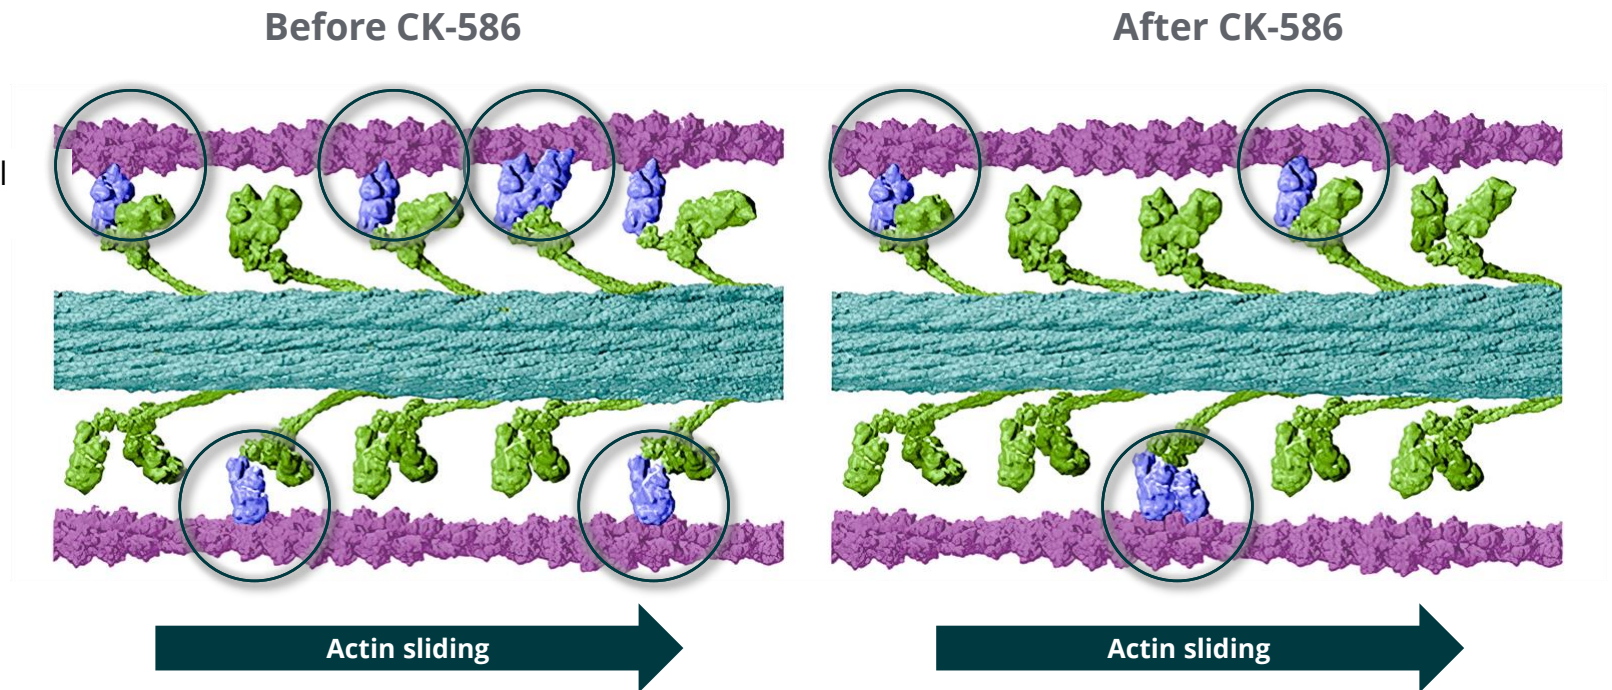 Before CK-586
After CK-586
l
Actin sliding
Actin sliding